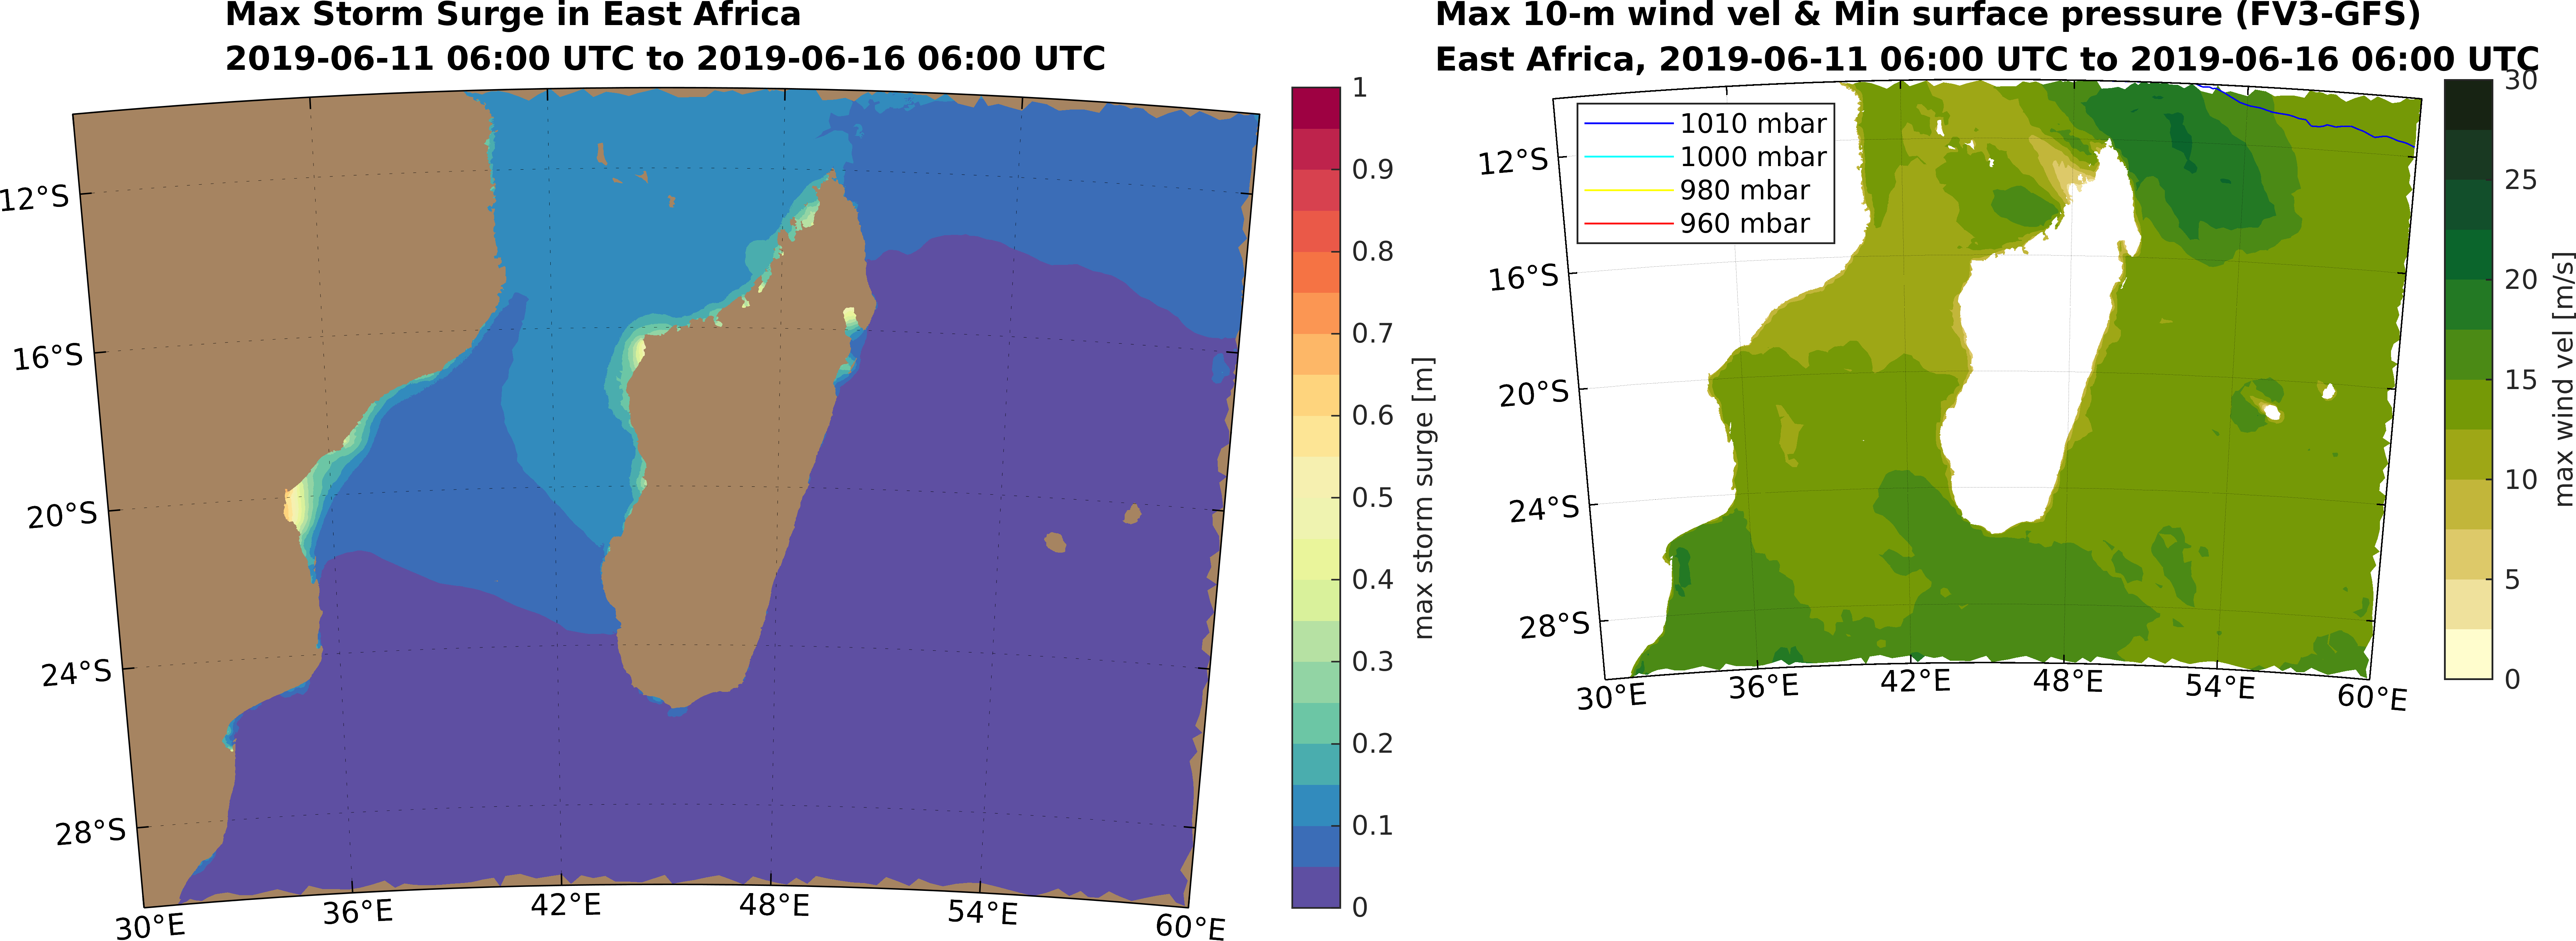 Max Storm Surge in East Africa
2019-06-11 06:00 UTC to 2019-06-16 06:00 UTC
12°S
16°S
20°S
24°S
28°S
30°E
36°E
42°E
48°E
54°E
60°E
1
0.9
0.8
0.7
0.6
0.5
0.4
0.3
0.2
0.1
0
max storm surge [m]
Max 10-m wind vel & Min surface pressure (FV3-GFS)
East Africa, 2019-06-11 06:00 UTC to 2019-06-16 06:00 UTC
1010 mbar
1000 mbar
980 mbar
960 mbar
12°S
16°S
20°S
24°S
28°S
30°E
36°E
42°E
48°E
54°E
60°E
30
25
20
15
10
5
0
max wind vel [m/s]